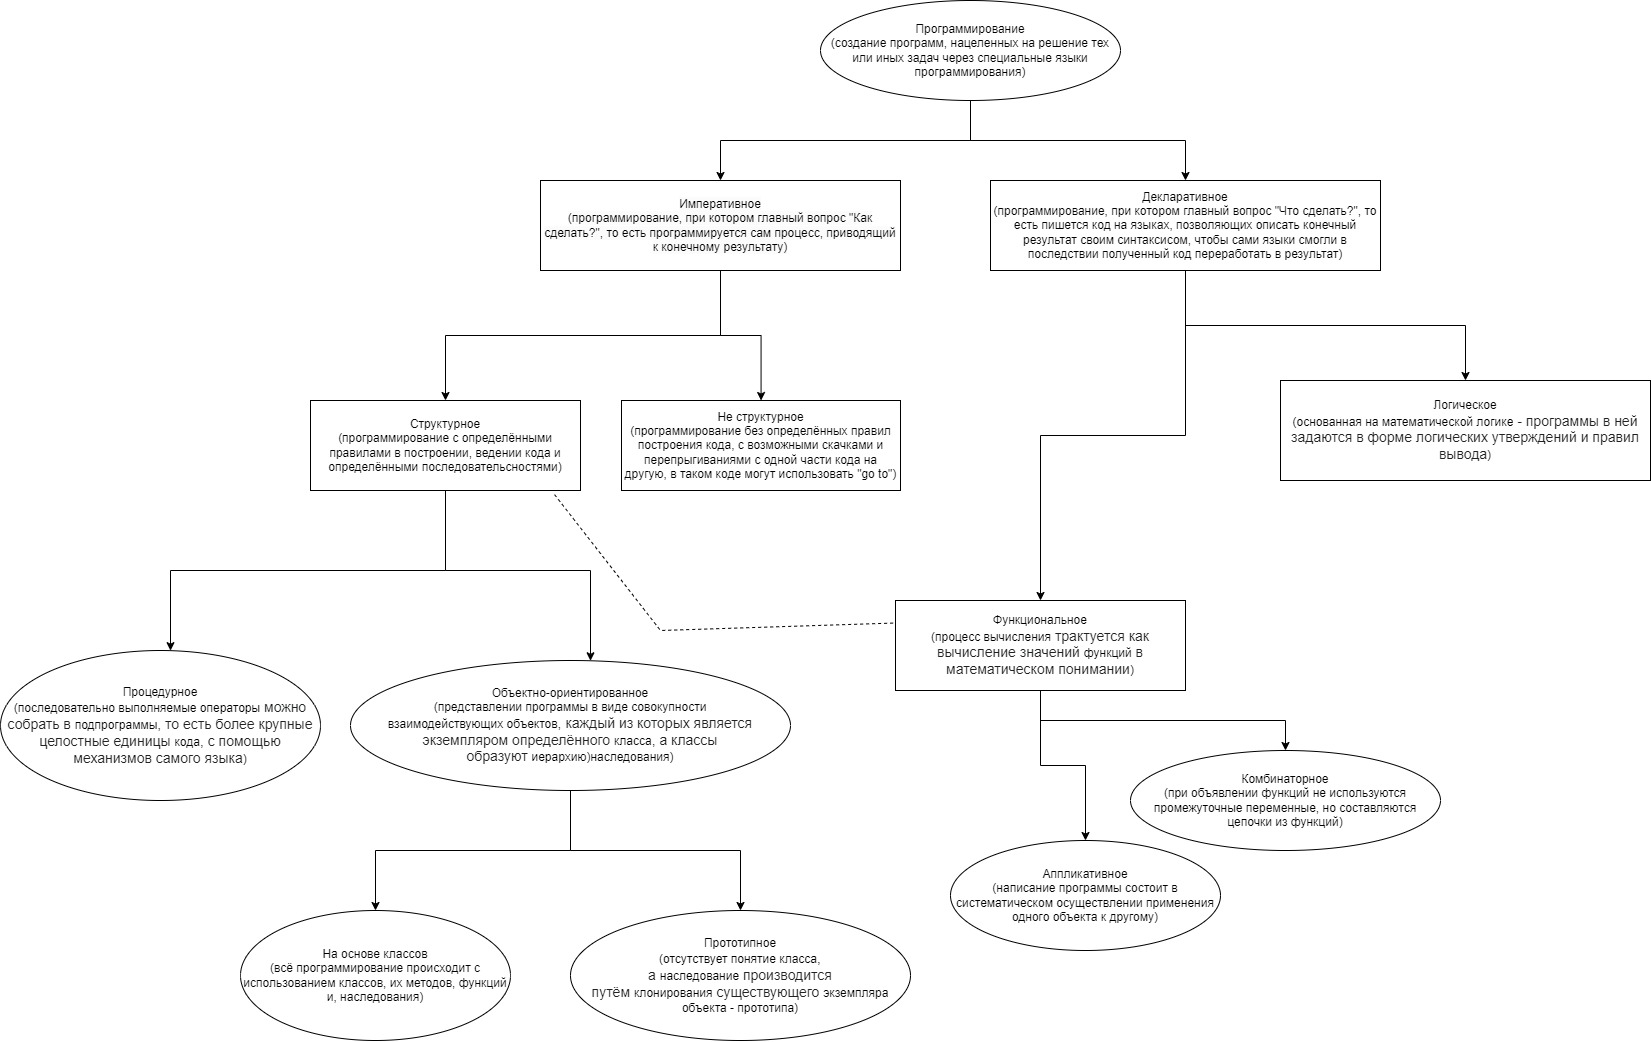 Программирование
(создание программ, нацеленных на решение тех
или иных задач через специальные языки
программирования)
Императивное
(программирование, при котором главный вопрос "Как
сделать?", то есть программируется сам процесс, приводящий
к конечному результату)
Декларативное
(программирование, при котором главный вопрос "Что сделать?", то
есть пишется код на языках, позволяющих описать конечный
результат своим синтаксисом, чтобы сами языки смогли в
последствии полученный код переработать в результат)
Структурное
(программирование с определёнными
правилами в построении, ведении кода и
определёнными последовательностями)
Не структурное
(программирование без определённых правил
построения кода, с возможными скачками и
перепрыгиваниями с одной части кода на
другую, в таком коде могут использовать "go to")
Логическое
(основанная на математической логике - программы в ней
задаются в форме логических утверждений и правил
вывода)
Функциональное
(процесс вычисления трактуется как
вычисление значений функций в
математическом понимании)
Процедурное
(последовательно выполняемые операторы можно
собрать в подпрограммы, то есть более крупные
целостные единицы кода, с помощью
механизмов самого языка)
Объектно-ориентированное
(представлении программы в виде совокупности
взаимодействующих объектов, каждый из которых является
экземпляром определённого класса, а классы
образуют иерархию)наследования)
Комбинаторное
(при объявлении функций не используются
промежуточные переменные, но составляются
цепочки из функций)
Аппликативное
(написание программы состоит в
систематическом осуществлении применения
одного объекта к другому)
На основе классов
(всё программирование происходит с
использованием классов, их методов, функций
и, наследования)
Прототипное
(отсутствует понятие класса,
а наследование производится
путём клонирования существующего экземпляра
объекта - прототипа)